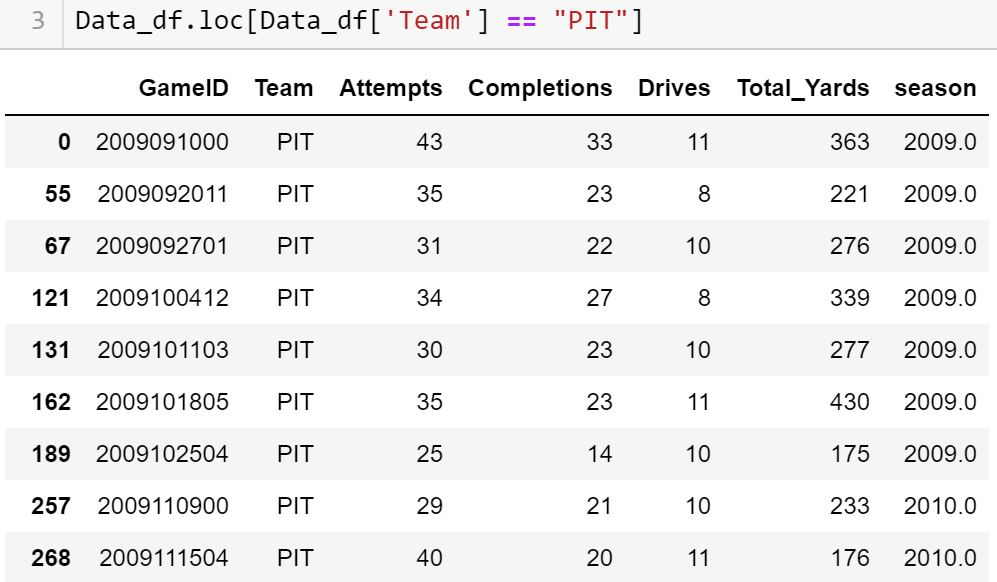 3 Data_df.loc[Data_df['Team'] == "PIT"]
GameID Team Attempts Completions Drives Total_Yards season
0 2009091000 PIT 43 33 11 363 2009.0
55 2009092011 PIT 35 23 8 221 2009.0
67 2009092701 PIT 31 22 10 276 2009.0
121 2009100412 PIT 34 27 8 339 2009.0
131 2009101103 PIT 30 23 10 277 2009.0
162 2009101805 PIT 35 23 11 430 2009.0
189 2009102504 PIT 25 14 10 175 2009.0
257 2009110900 PIT 29 21 10 233 2010.0
268 2009111504 PIT 40 20 11 176 2010.0